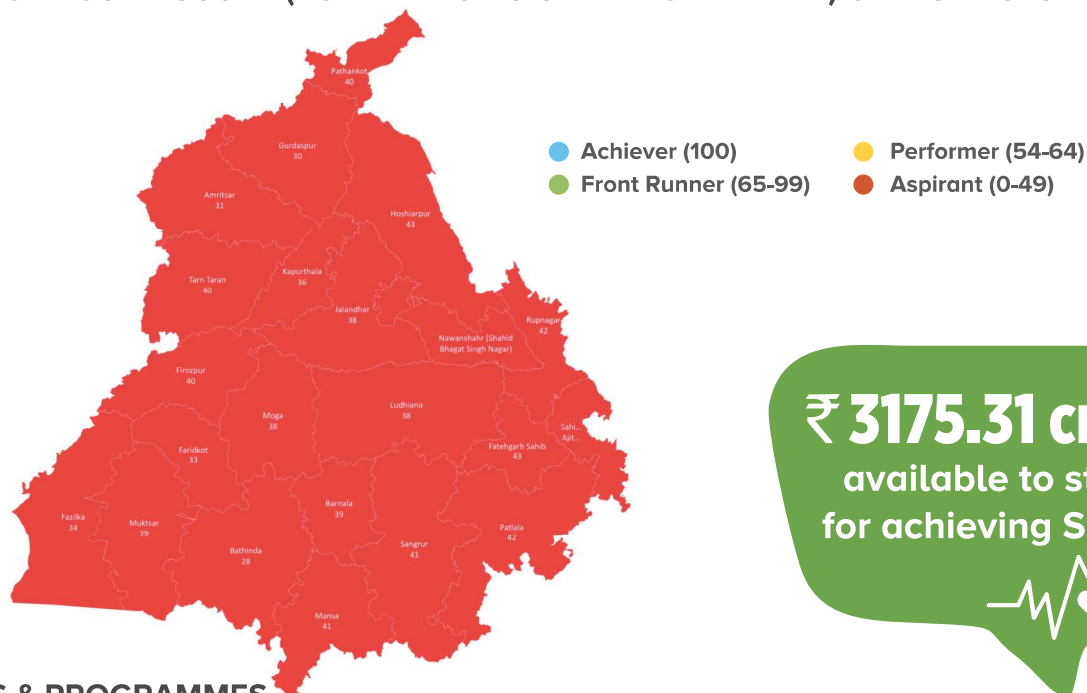 Pathankot
40
Gurdaspur
30
Amritsar
31
Hoshiarpur
43
Tarn Taran
40
Kapurthala
36
Jalandhar
38
Rupnagar
42
Nawanshahr (Shahid
Bhagat Singh Nagar)
Firozpur
40
Moga
38
Ludhiana
38
Sahi...
Ajit...
Fatehgarh Sahib
43
Faridkot
33
Fazilka
34
Muktsar
39
Barnala
39
Bathinda
28
Sangrur
41
Patiala
42
Mansa
41
Achiever (100)
Performer (54-64)
Front Runner (65-99)
Aspirant (0-49)
₹ 3175.31
available to
for achieving
& PROGRAMMES